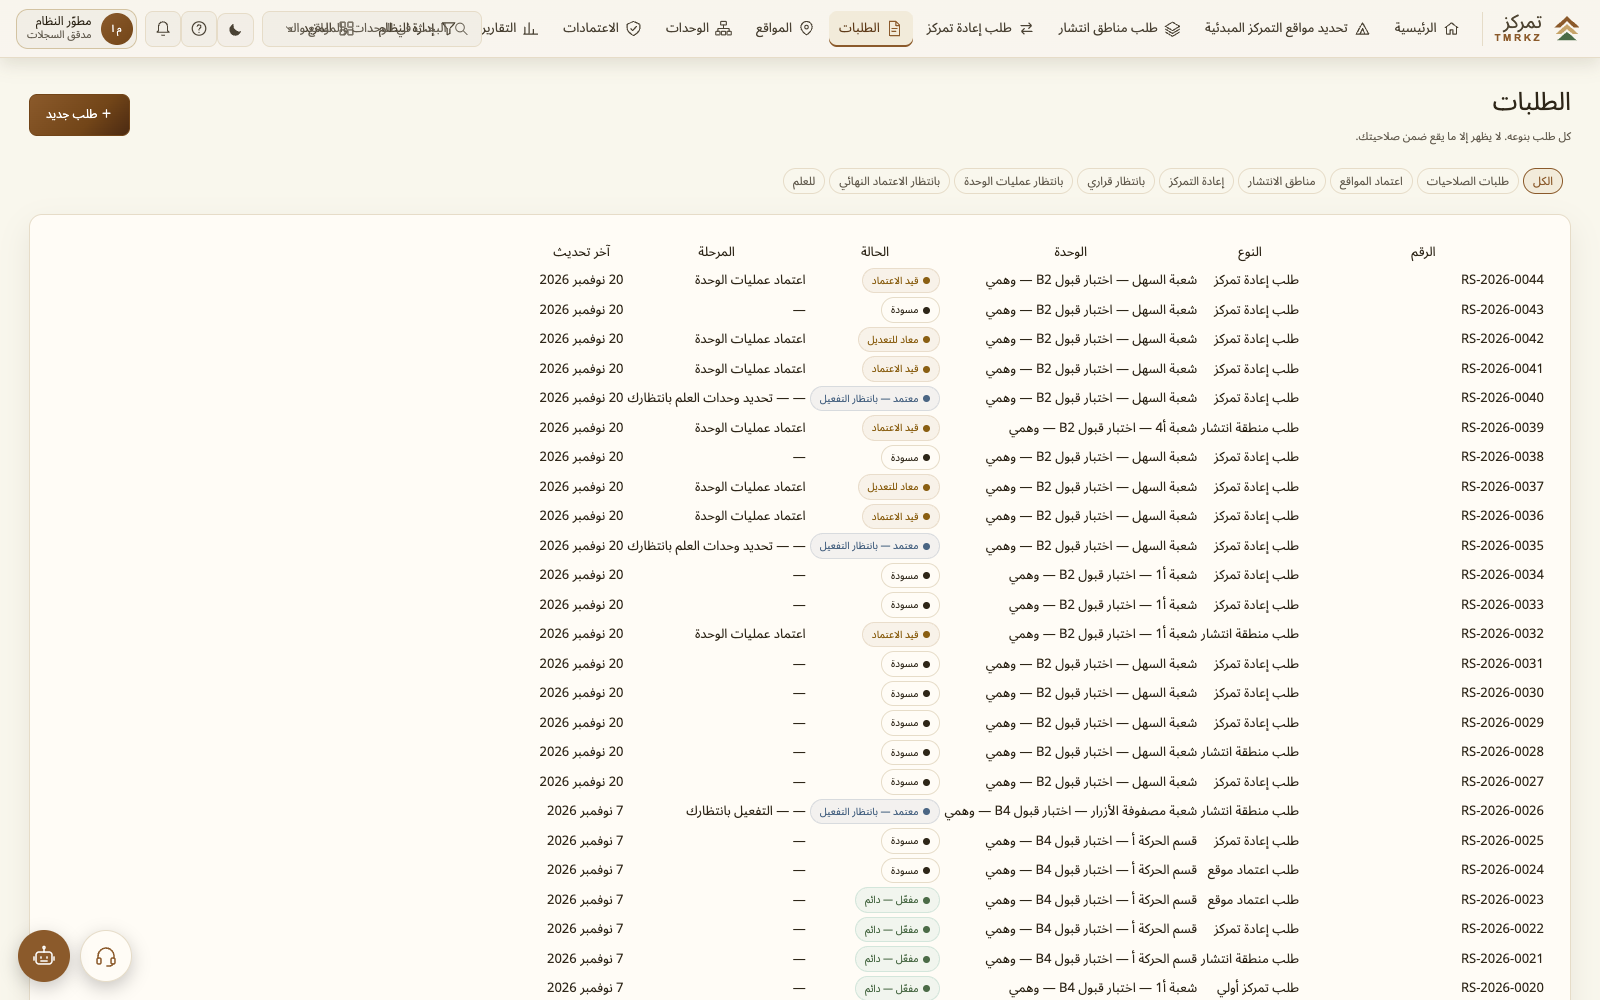 تمركز
TMRKZ
الرئيسية
تحديد مواقع التمركز المبدئية
طلب مناطق انتشار
طلب إعادة تمركز
الطلبات
المواقع
الوحدات
الاعتمادات
التقارير
م ا
مطوّر النظام
مدقق السجلات
الطلبات
كل طلب بنوعه. لا يظهر إلا ما يقع ضمن صلاحيتك.
+ طلب جديد
الكل
طلبات الصلاحيات
اعتماد المواقع
مناطق الانتشار
إعادة التمركز
بانتظار قراري
بانتظار عمليات الوحدة
بانتظار الاعتماد النهائي
للعلم
الرقم النوع الوحدة الحالة المرحلة آخر تحديث
RS-2026-0044 طلب إعادة تمركز شعبة السهل — اختبار قبول B2 — وهمي قيد الاعتماد اعتماد عمليات الوحدة 20 نوفمبر 2026
RS-2026-0043 طلب إعادة تمركز شعبة السهل — اختبار قبول B2 — وهمي مسودة — 20 نوفمبر 2026
RS-2026-0042 طلب إعادة تمركز شعبة السهل — اختبار قبول B2 — وهمي معاد للتعديل اعتماد عمليات الوحدة 20 نوفمبر 2026
RS-2026-0041 طلب إعادة تمركز شعبة السهل — اختبار قبول B2 — وهمي قيد الاعتماد اعتماد عمليات الوحدة 20 نوفمبر 2026
RS-2026-0040 طلب إعادة تمركز شعبة السهل — اختبار قبول B2 — وهمي معتمد — بانتظار التفعيل — — تحديد وحدات العلم بانتظارك 20 نوفمبر 2026
RS-2026-0039 طلب منطقة انتشار شعبة أ4 — اختبار قبول B2 — وهمي قيد الاعتماد اعتماد عمليات الوحدة 20 نوفمبر 2026
RS-2026-0038 طلب إعادة تمركز شعبة السهل — اختبار قبول B2 — وهمي مسودة — 20 نوفمبر 2026
RS-2026-0037 طلب إعادة تمركز شعبة السهل — اختبار قبول B2 — وهمي معاد للتعديل اعتماد عمليات الوحدة 20 نوفمبر 2026
RS-2026-0036 طلب إعادة تمركز شعبة السهل — اختبار قبول B2 — وهمي قيد الاعتماد اعتماد عمليات الوحدة 20 نوفمبر 2026
RS-2026-0035 طلب إعادة تمركز شعبة السهل — اختبار قبول B2 — وهمي معتمد — بانتظار التفعيل — — تحديد وحدات العلم بانتظارك 20 نوفمبر 2026
RS-2026-0034 طلب إعادة تمركز شعبة أ1 — اختبار قبول B2 — وهمي مسودة — 20 نوفمبر 2026
RS-2026-0033 طلب إعادة تمركز شعبة أ1 — اختبار قبول B2 — وهمي مسودة — 20 نوفمبر 2026
RS-2026-0032 طلب منطقة انتشار شعبة أ1 — اختبار قبول B2 — وهمي قيد الاعتماد اعتماد عمليات الوحدة 20 نوفمبر 2026
RS-2026-0031 طلب إعادة تمركز شعبة السهل — اختبار قبول B2 — وهمي مسودة — 20 نوفمبر 2026
RS-2026-0030 طلب إعادة تمركز شعبة السهل — اختبار قبول B2 — وهمي مسودة — 20 نوفمبر 2026
RS-2026-0029 طلب إعادة تمركز شعبة السهل — اختبار قبول B2 — وهمي مسودة — 20 نوفمبر 2026
RS-2026-0028 طلب منطقة انتشار شعبة السهل — اختبار قبول B2 — وهمي مسودة — 20 نوفمبر 2026
RS-2026-0027 طلب إعادة تمركز شعبة السهل — اختبار قبول B2 — وهمي مسودة — 20 نوفمبر 2026
RS-2026-0026 طلب منطقة انتشار شعبة مصفوفة الأزرار — اختبار قبول B4 — وهمي معتمد — بانتظار التفعيل — — التفعيل بانتظارك 7 نوفمبر 2026
RS-2026-0025 طلب إعادة تمركز قسم الحركة أ — اختبار قبول B4 — وهمي مسودة — 7 نوفمبر 2026
RS-2026-0024 طلب اعتماد موقع قسم الحركة أ — اختبار قبول B4 — وهمي مسودة — 7 نوفمبر 2026
RS-2026-0023 طلب اعتماد موقع قسم الحركة أ — اختبار قبول B4 — وهمي مفعّل — دائم — 7 نوفمبر 2026
RS-2026-0022 طلب إعادة تمركز قسم الحركة أ — اختبار قبول B4 — وهمي مفعّل — دائم — 7 نوفمبر 2026
RS-2026-0021 طلب منطقة انتشار قسم الحركة أ — اختبار قبول B4 — وهمي مفعّل — دائم — 7 نوفمبر 2026
RS-2026-0020 طلب تمركز أولي شعبة أ1 — اختبار قبول B4 — وهمي مفعّل — دائم — 7 نوفمبر 2026